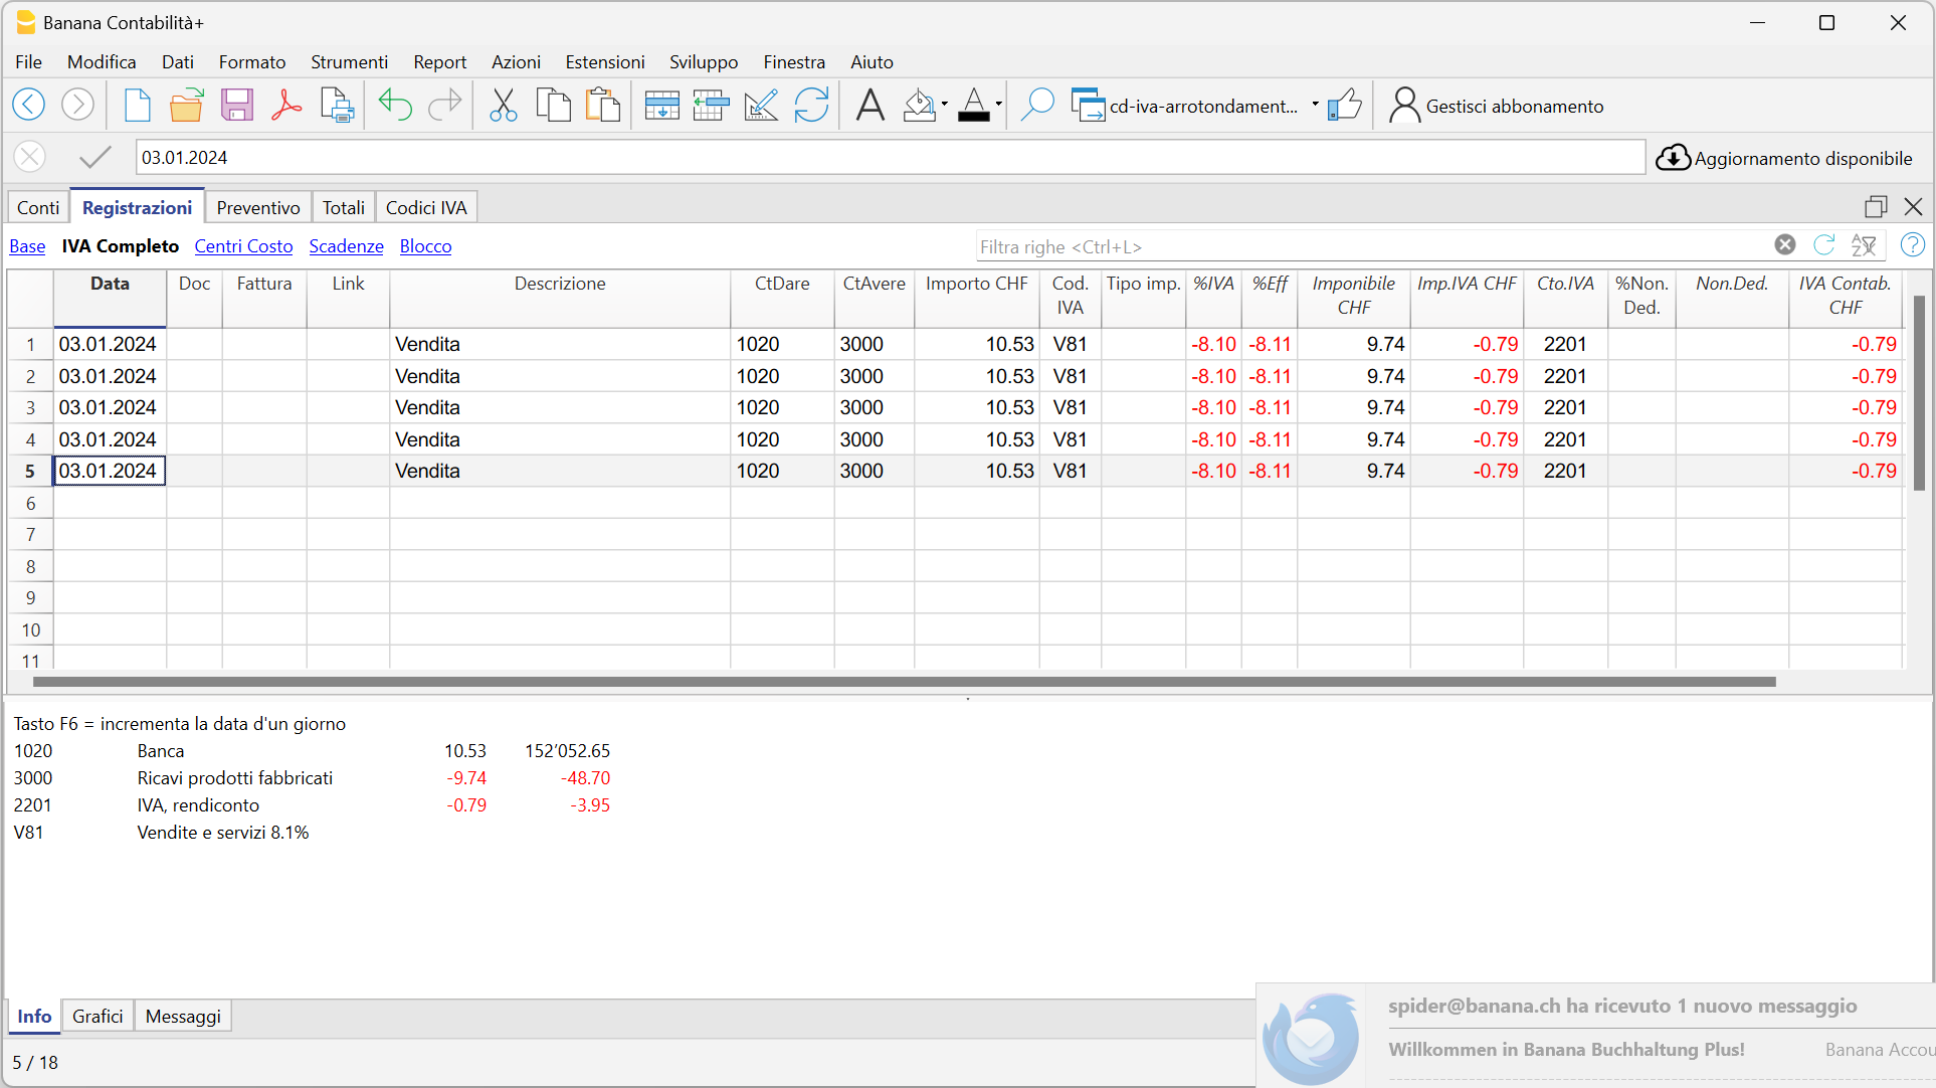 Banana Contabilità+
File Modifica Dati Formato Strumenti Report Azioni Estensioni Sviluppo Finestra Aiuto
cd-iva-arrotondament... Gestisci abbonamento
03.01.2024 Aggiornamento disponibile
Conti Registrazioni Preventivo Totali Codici IVA
Base IVA Completo Centri Costo Scadenze Blocco Filtra righe <Ctrl+L>
Data Doc Fattura Link Descrizione CtDare CtAvere Importo CHF Cod. IVA Tipo imp. %IVA %Eff Imponibile CHF Imp.IVA CHF Cto.IVA %Non. Ded. Non.Ded. IVA Contab. CHF
1 03.01.2024 Vendita 1020 3000 10.53 V81 -8.10 -8.11 9.74 -0.79 2201 -0.79
2 03.01.2024 Vendita 1020 3000 10.53 V81 -8.10 -8.11 9.74 -0.79 2201 -0.79
3 03.01.2024 Vendita 1020 3000 10.53 V81 -8.10 -8.11 9.74 -0.79 2201 -0.79
4 03.01.2024 Vendita 1020 3000 10.53 V81 -8.10 -8.11 9.74 -0.79 2201 -0.79
5 03.01.2024 Vendita 1020 3000 10.53 V81 -8.10 -8.11 9.74 -0.79 2201 -0.79
6
7
8
9
10
11
Tasto F6 = incrementa la data d'un giorno
1020 Banca 10.53 152’052.65
3000 Ricavi prodotti fabbricati -9.74 -48.70
2201 IVA, rendiconto -0.79 -3.95
V81 Vendite e servizi 8.1%
Info Grafici Messaggi
5 / 18
spider@banana.ch ha ricevuto 1 nuovo messaggio
Willkommen in Banana Buchhaltung Plus! Banana Accou